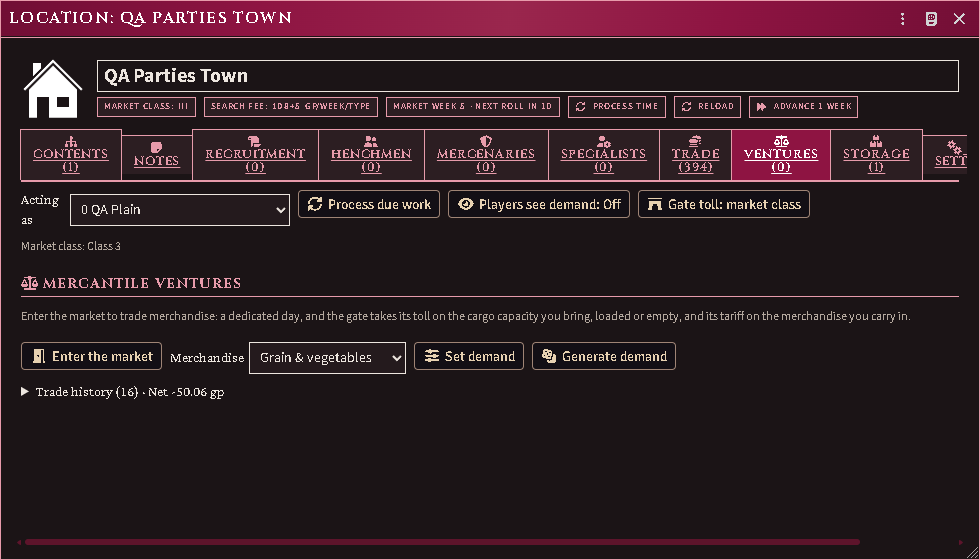 LOCATION: QA PARTIES TOWN
QA Parties Town
MARKET CLASS: III
SEARCH FEE: 1D8+5 GP/WEEK/TYPE
MARKET WEEK 5 · NEXT ROLL IN 1D
PROCESS TIME
RELOAD
ADVANCE 1 WEEK
CONTENTS (1)
NOTES
RECRUITMENT (0)
HENCHMEN (0)
MERCENARIES (0)
SPECIALISTS (0)
TRADE (394)
VENTURES (0)
STORAGE (1)
SETT
Acting as
0 QA Plain
Process due work
Players see demand: Off
Gate toll: market class
Market class: Class 3
MERCANTILE VENTURES
Enter the market to trade merchandise: a dedicated day, and the gate takes its toll on the cargo capacity you bring, loaded or empty, and its tariff on the merchandise you carry in.
Enter the market
Merchandise
Grain & vegetables
Set demand
Generate demand
Trade history (16) · Net -50.06 gp